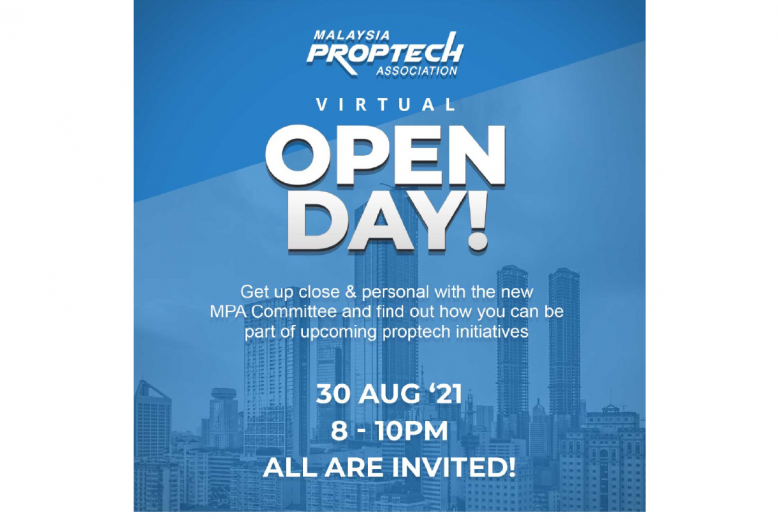 MALAYSIA
PROPTECH
ASSOCIATION
VIRTUAL
OPEN
DAY!
Get up close & personal with the new
MPA Committee and find out how you can be
part of upcoming proptech initiatives
30 AUG ‘21
8 - 10PM
ALL ARE INVITED!